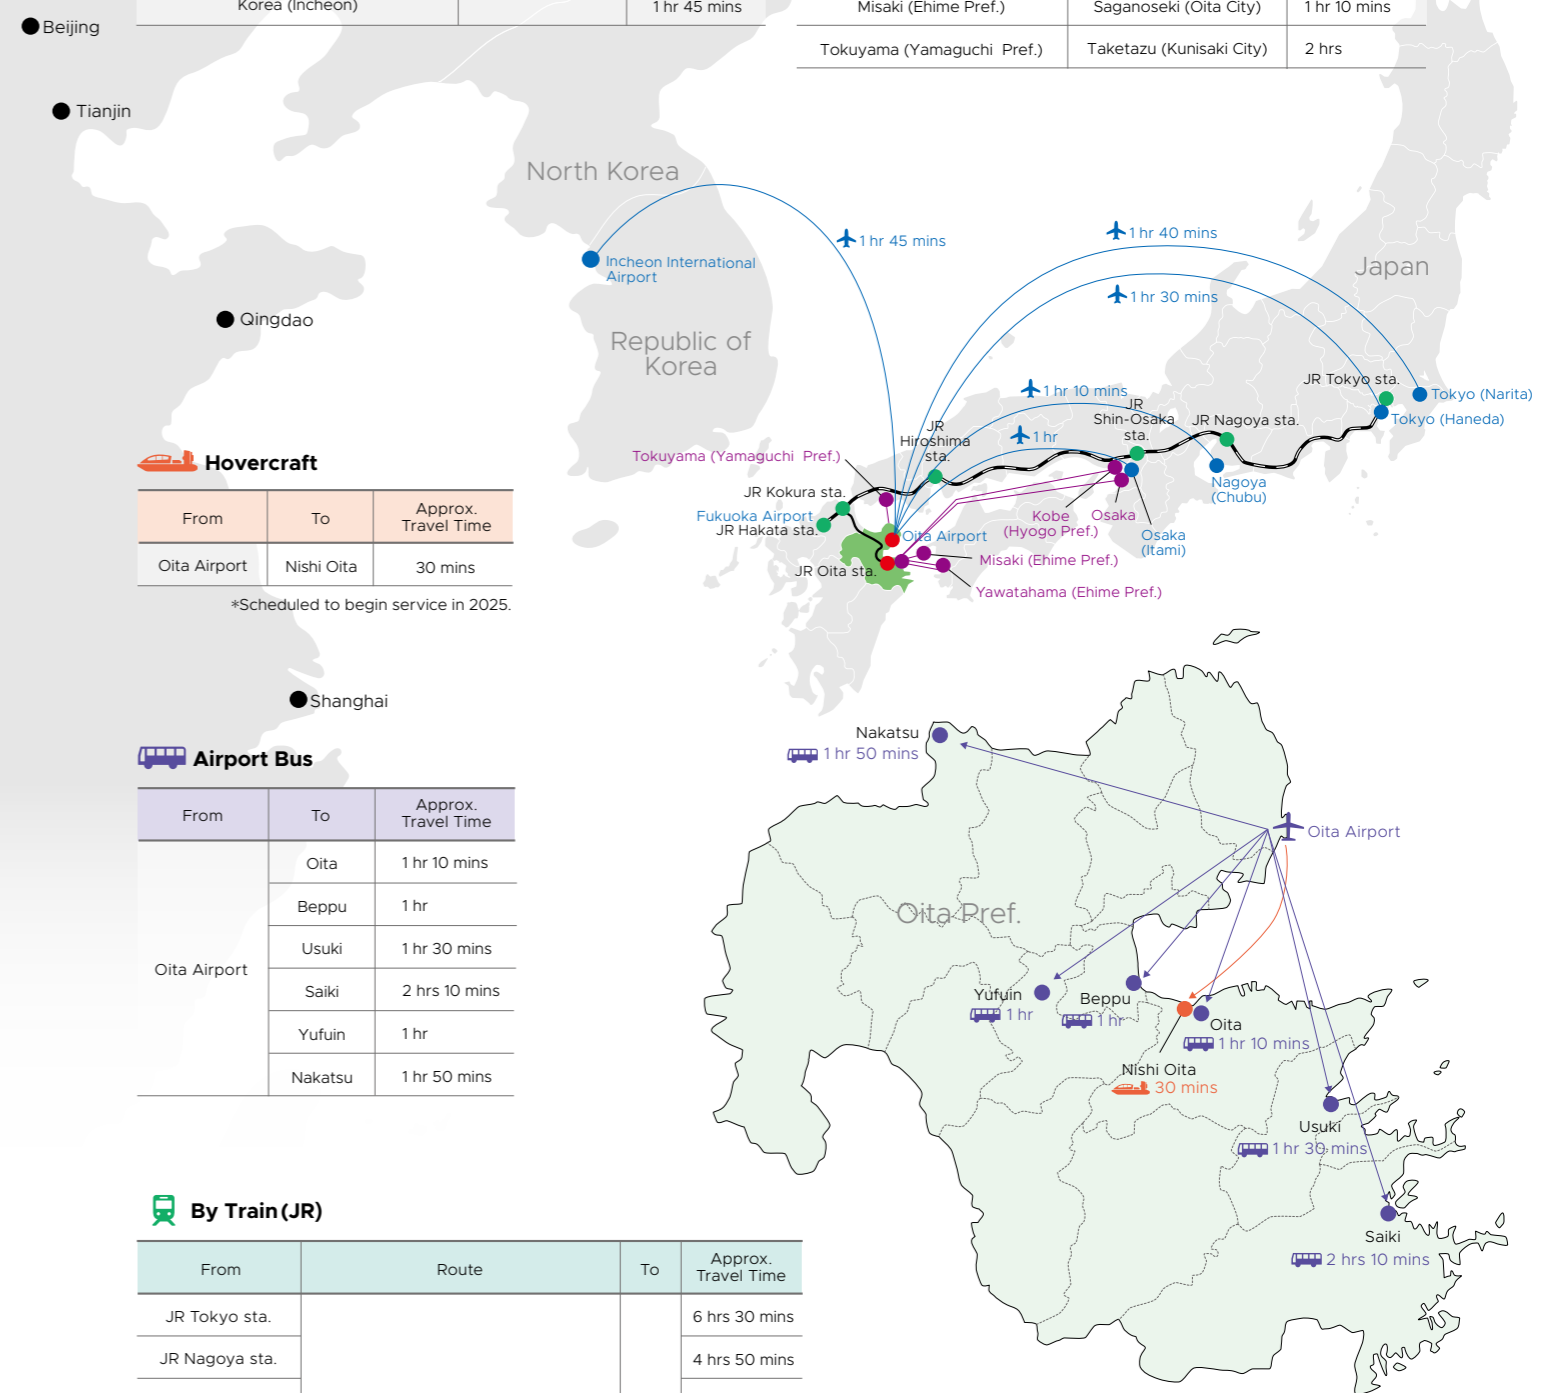 Korea (Incheon) 1 hr 45 mins
Misaki (Ehime Pref.) Saganoseki (Oita City) 1 hr 10 mins
Tokuyama (Yamaguchi Pref.) Taketazu (Kunisaki City) 2 hrs
Beijing
Tianjin
North Korea
1 hr 45 mins
1 hr 40 mins
Incheon International
Airport
Japan
1 hr 30 mins
Qingdao
Republic of
Korea
JR Tokyo sta.
1 hr 10 mins
Tokyo (Narita)
JR
Shin-Osaka
sta.
JR Nagoya sta.
Tokyo (Haneda)
JR
Hiroshima
sta.
1 hr
Tokuyama (Yamaguchi Pref.)
Nagoya
(Chubu)
JR Kokura sta.
Fukuoka Airport
JR Hakata sta.
Kobe
(Hyogo Pref.)
Osaka
Osaka
(Itami)
Oita Airport
Misaki (Ehime Pref.)
JR Oita sta.
Yawatahama (Ehime Pref.)
Hovercraft
From To Approx.
Travel Time
Oita Airport Nishi Oita 30 mins
*Scheduled to begin service in 2025.
Shanghai
Airport Bus
From To Approx.
Travel Time
Oita Airport
Oita 1 hr 10 mins
Beppu 1 hr
Usuki 1 hr 30 mins
Saiki 2 hrs 10 mins
Yufuin 1 hr
Nakatsu 1 hr 50 mins
Nakatsu
1 hr 50 mins
Oita Airport
Oita Pref.
Yufuin
1 hr
Beppu
1 hr
Oita
1 hr 10 mins
Nishi Oita
30 mins
Usuki
1 hr 30 mins
Saiki
2 hrs 10 mins
By Train (JR)
From Route To Approx.
Travel Time
JR Tokyo sta. 6 hrs 30 mins
JR Nagoya sta. 4 hrs 50 mins